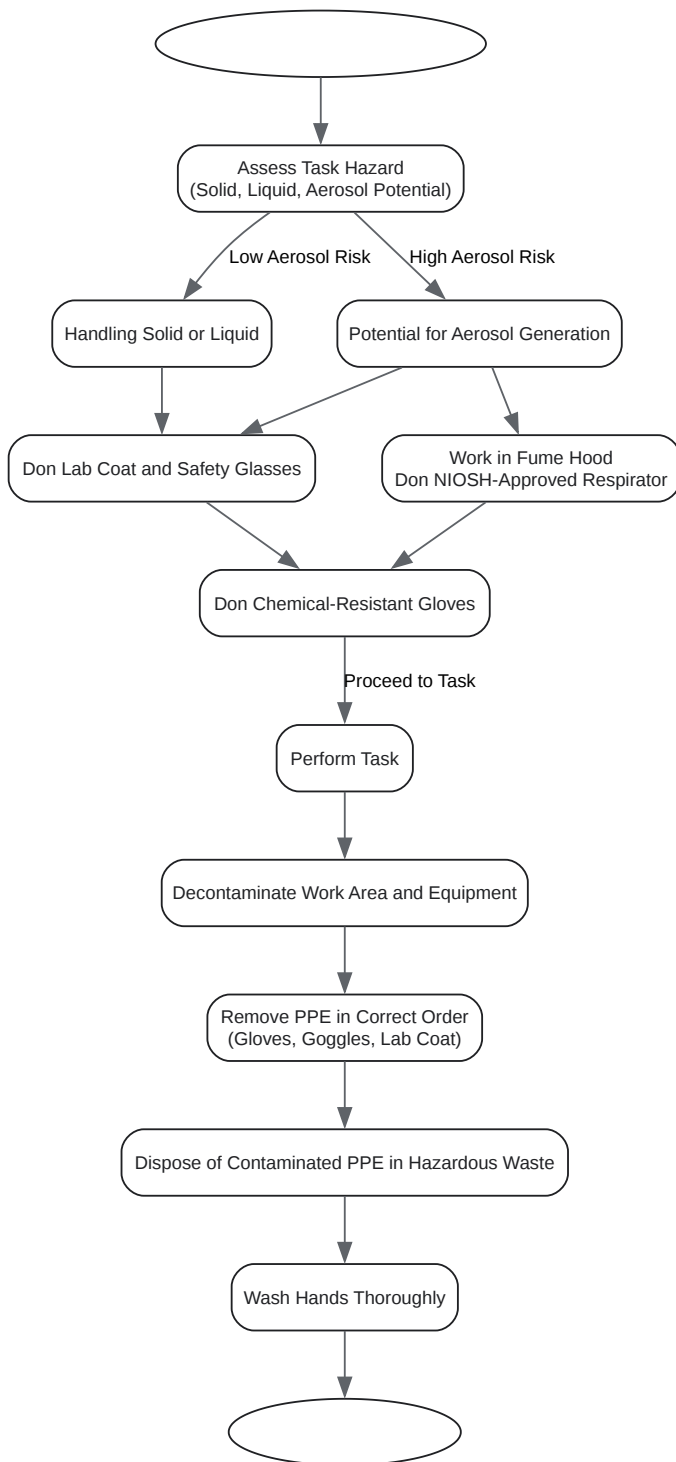 Assess Task Hazard
(Solid, Liquid, Aerosol Potential)
Low Aerosol Risk
High Aerosol Risk
Handling Solid or Liquid
Potential for Aerosol Generation
Don Lab Coat and Safety Glasses
Work in Fume Hood
Don NIOSH-Approved Respirator
Don Chemical-Resistant Gloves
Proceed to Task
Perform Task
Decontaminate Work Area and Equipment
Remove PPE in Correct Order
(Gloves, Goggles, Lab Coat)
Dispose of Contaminated PPE in Hazardous Waste
Wash Hands Thoroughly